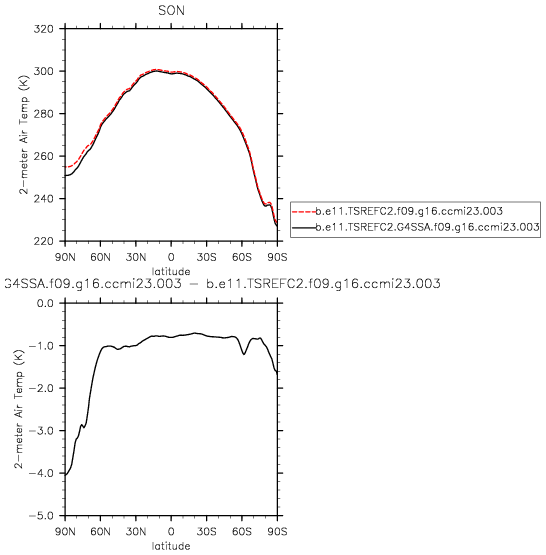 SON
320
300
280
260
240
220
2-meter Air Temp (K)
90N 60N 30N 0 30S 60S 90S
latitude
b.e11.TSREFC2.f09.g16.ccmi23.003
b.e11.TSREFC2.G4SSA.f09.g16.ccmi23.003
G4SSA.f09.g16.ccmi23.003 - b.e11.TSREFC2.f09.g16.ccmi23.003
0.0
-1.0
-2.0
-3.0
-4.0
-5.0
2-meter Air Temp (K)
90N 60N 30N 0 30S 60S 90S
latitude